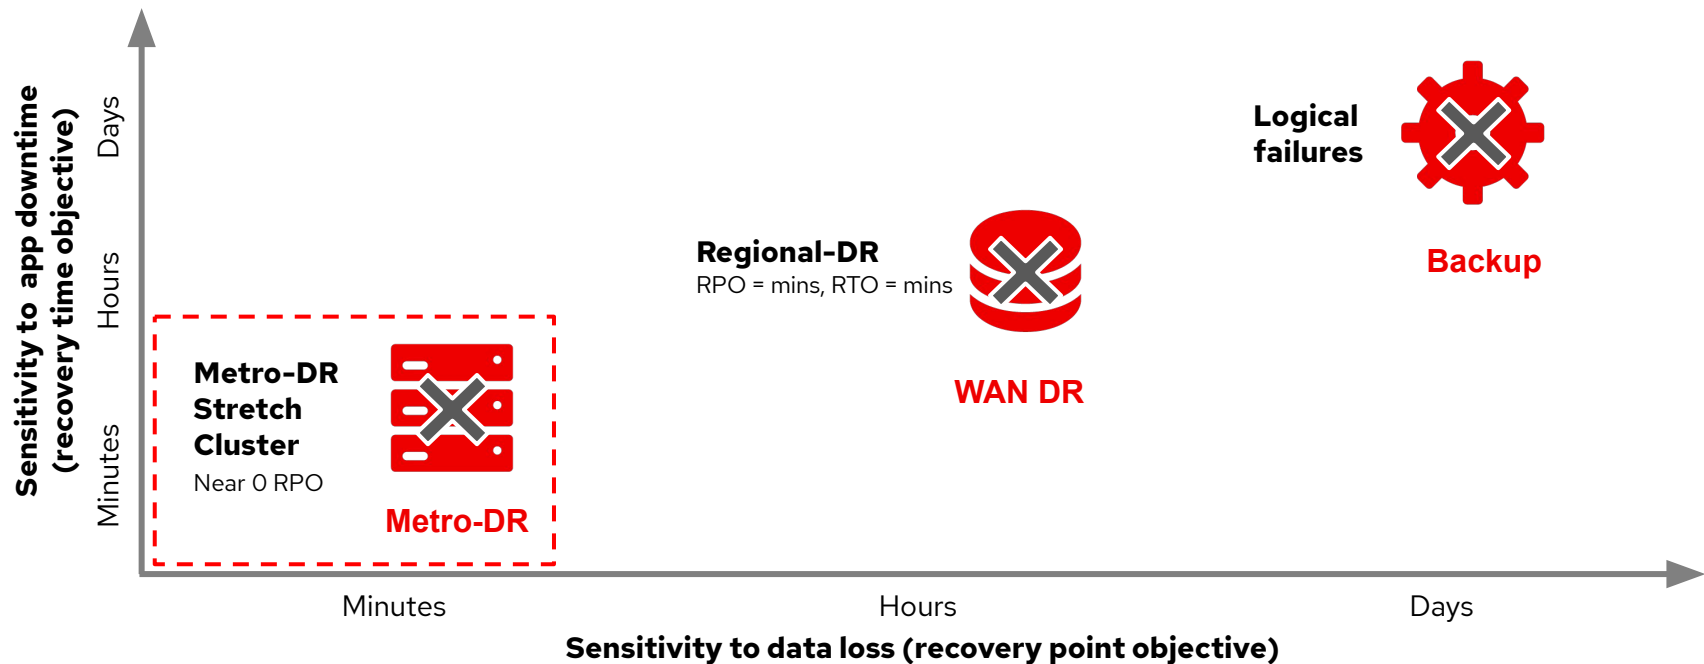 Sensitivity to app downtime
(recovery time objective)
Days
Hours
Minutes
Logical
failures
Backup
Regional-DR
RPO = mins, RTO = mins
WAN DR
Metro-DR
Stretch
Cluster
Near 0 RPO
Metro-DR
Minutes
Hours
Days
Sensitivity to data loss (recovery point objective)